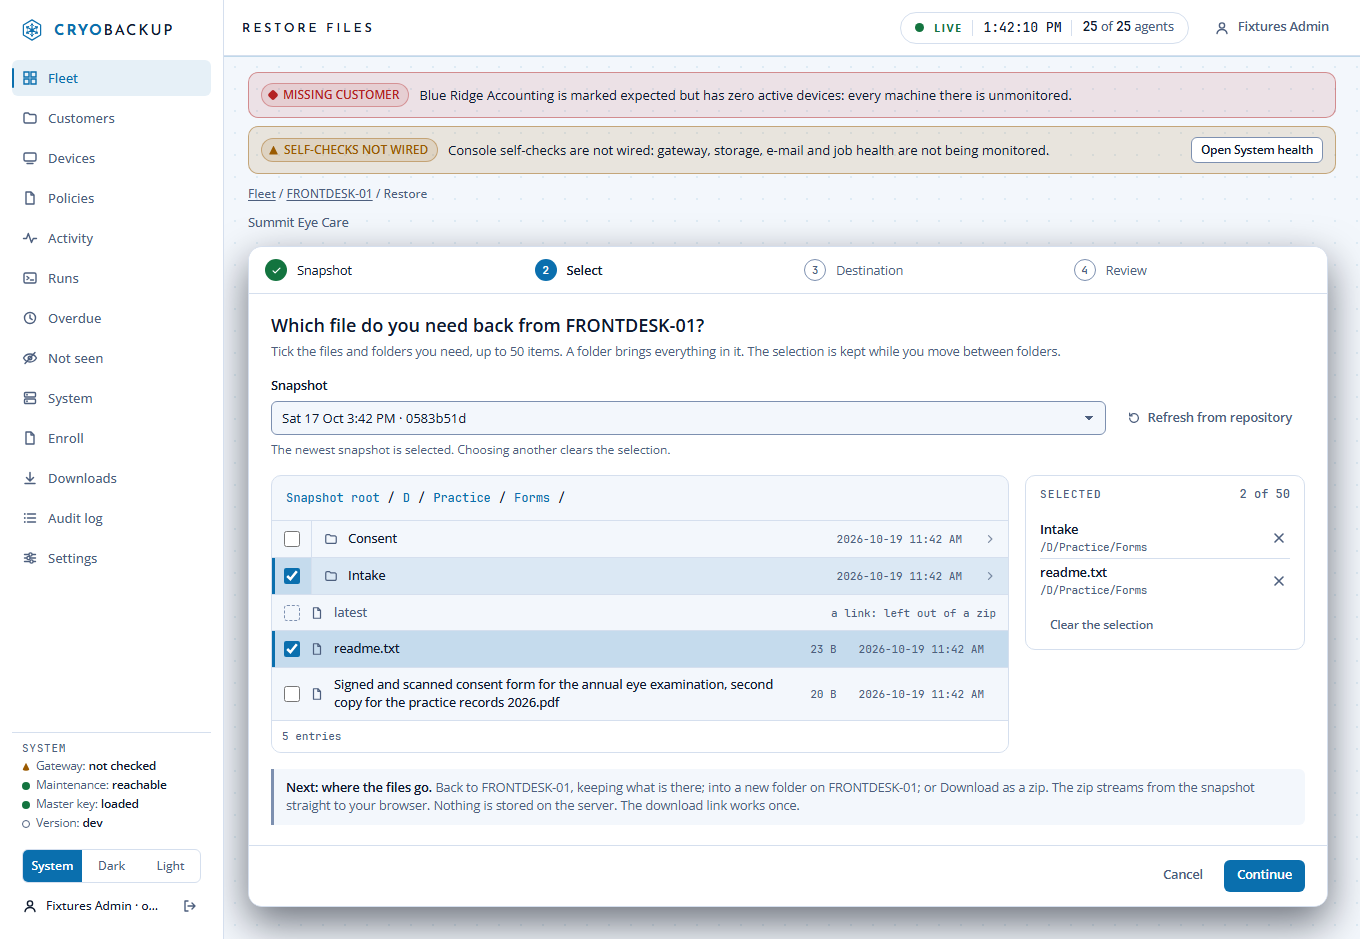 CRYOBACKUP
RESTORE FILES
LIVE 1:42:10 PM 25 of 25 agents
Fixtures Admin
Fleet
Customers
Devices
Policies
Activity
Runs
Overdue
Not seen
System
Enroll
Downloads
Audit log
Settings
SYSTEM
Gateway: not checked
Maintenance: reachable
Master key: loaded
Version: dev
System Dark Light
Fixtures Admin · o...
MISSING CUSTOMER Blue Ridge Accounting is marked expected but has zero active devices: every machine there is unmonitored.
SELF-CHECKS NOT WIRED Console self-checks are not wired: gateway, storage, e-mail and job health are not being monitored. Open System health
Fleet / FRONTDESK-01 / Restore
Summit Eye Care
Snapshot 2 Select 3 Destination 4 Review
Which file do you need back from FRONTDESK-01?
Tick the files and folders you need, up to 50 items. A folder brings everything in it. The selection is kept while you move between folders.
Snapshot
Sat 17 Oct 3:42 PM · 0583b51d
Refresh from repository
The newest snapshot is selected. Choosing another clears the selection.
Snapshot root / D / Practice / Forms /
Consent 2026-10-19 11:42 AM
Intake 2026-10-19 11:42 AM
latest a link: left out of a zip
readme.txt 23 B 2026-10-19 11:42 AM
Signed and scanned consent form for the annual eye examination, second
copy for the practice records 2026.pdf
20 B 2026-10-19 11:42 AM
5 entries
SELECTED 2 of 50
Intake
/D/Practice/Forms
readme.txt
/D/Practice/Forms
Clear the selection
Next: where the files go. Back to FRONTDESK-01, keeping what is there; into a new folder on FRONTDESK-01; or Download as a zip. The zip streams from the snapshot
straight to your browser. Nothing is stored on the server. The download link works once.
Cancel Continue